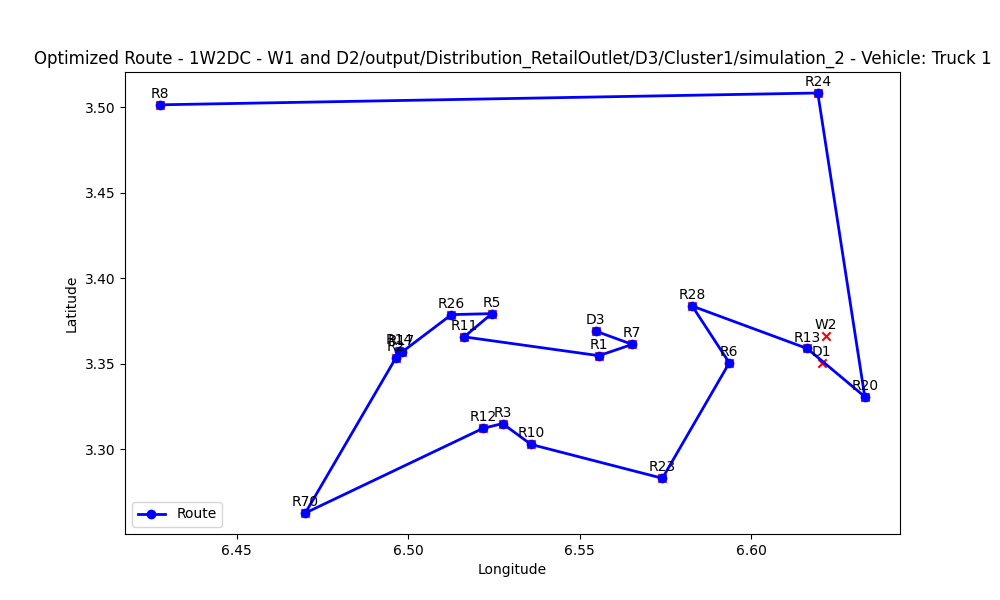 Optimized Route - 1W2DC - W1 and D2/output/Distribution_RetailOutlet/D3/Cluster1/simulation_2 - Vehicle: Truck 1
R24
R8
3.50
3.45
3.40
R28
R26
R5
D3
R11
W2
R7
R13
R1
R6
D1
3.35
R20
R12
R3
R10
3.30
R23
R70
Route
Latitude
6.45
6.50
6.55
6.60
Longitude